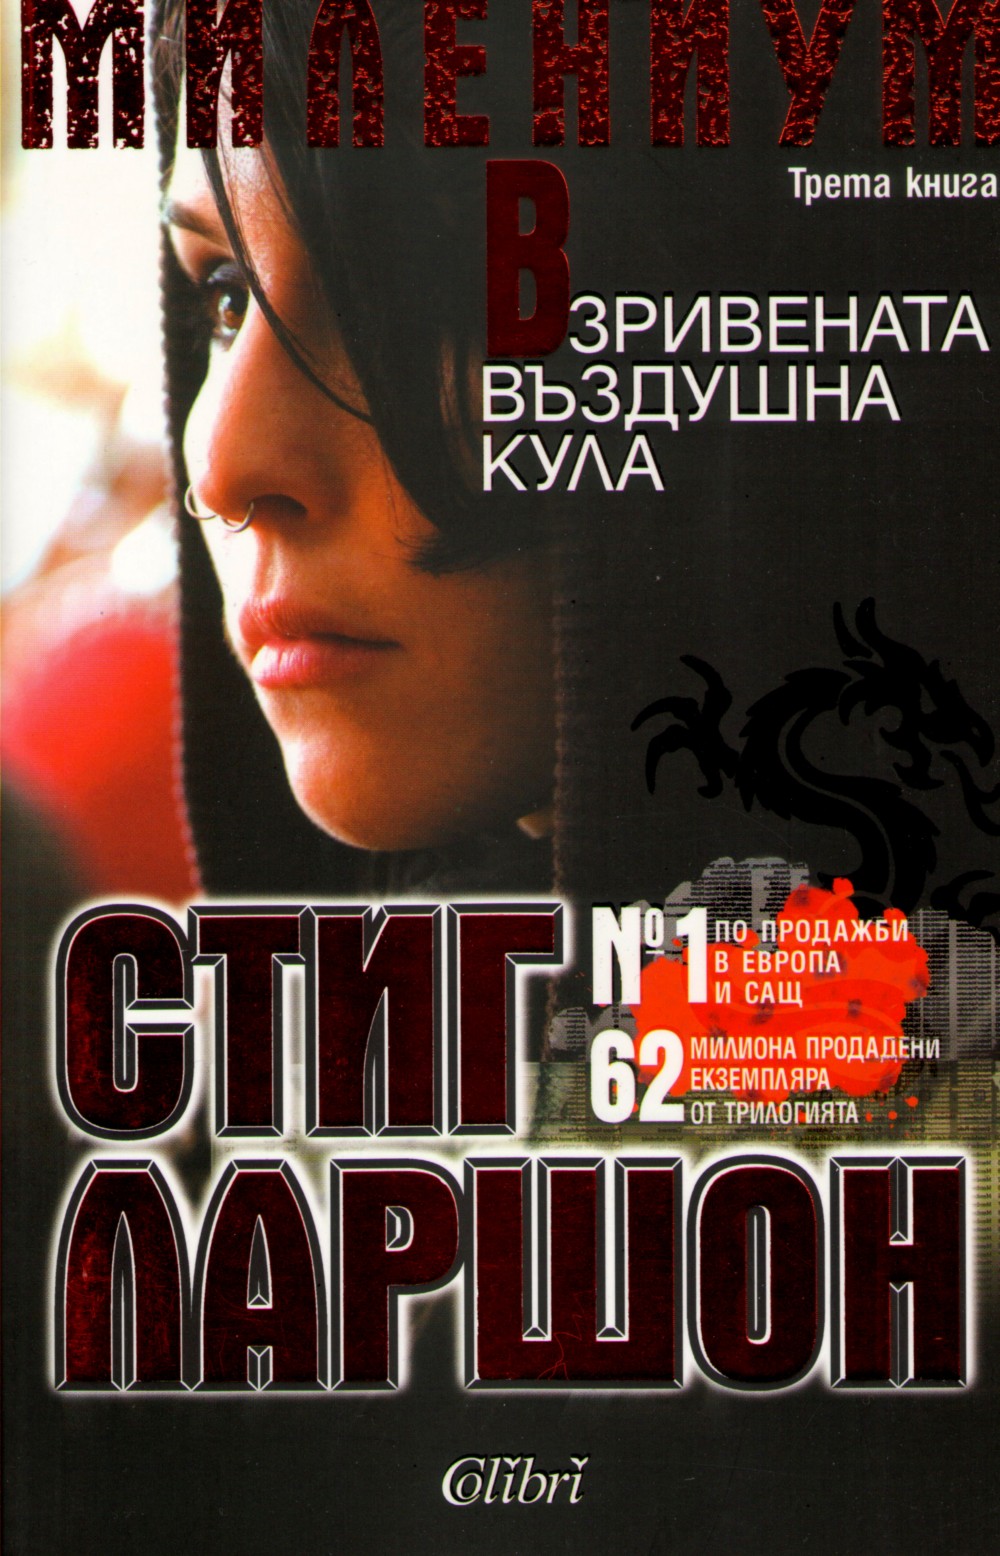 МИЛЕНИУМ
Трета книга
ВЗРИВЕНАТА
ВЪЗДУШНА
КУЛА
№1 ПО ПРОДАЖБИ
В ЕВРОПА
И САЩ
62 МИЛИОНА ПРОДАДЕНИ
ЕКЗЕМПЛЯРА
ОТ ТРИЛОГИЯТА
СТИГ
ЛАРШОН
Colibri